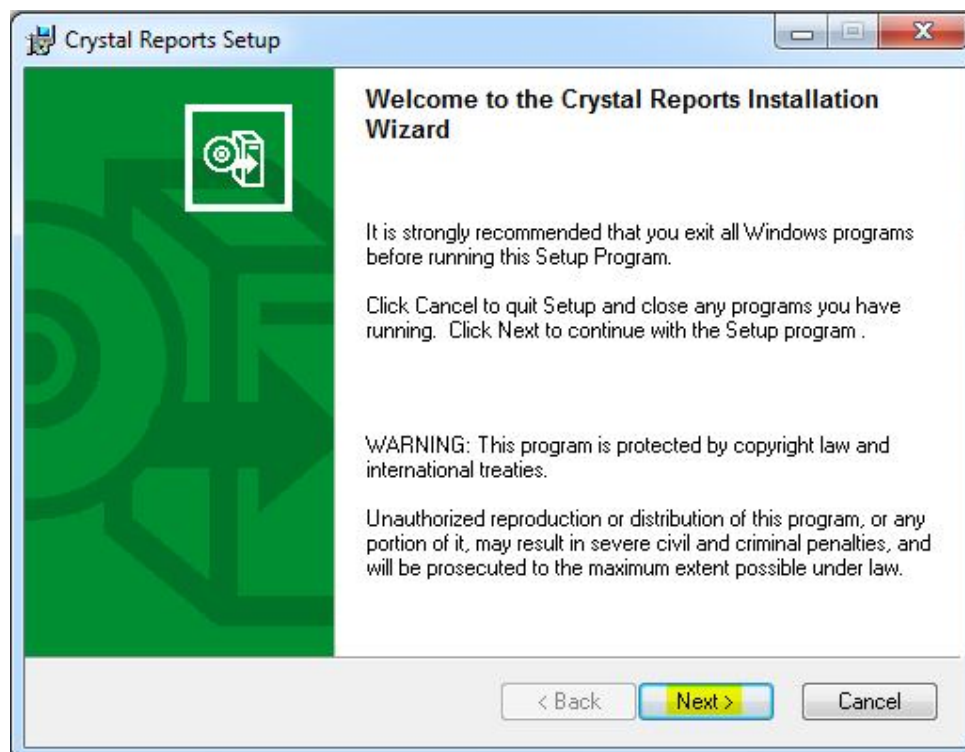 Crystal Reports Setup
Welcome to the Crystal Reports Installation
Wizard
It is strongly recommended that you exit all Windows programs
before running this Setup Program.
Click Cancel to quit Setup and close any programs you have
running.  Click Next to continue with the Setup program .
WARNING: This program is protected by copyright law and
international treaties.
Unauthorized reproduction or distribution of this program, or any
portion of it, may result in severe civil and criminal penalties, and
will be prosecuted to the maximum extent possible under law.
< Back Next > Cancel